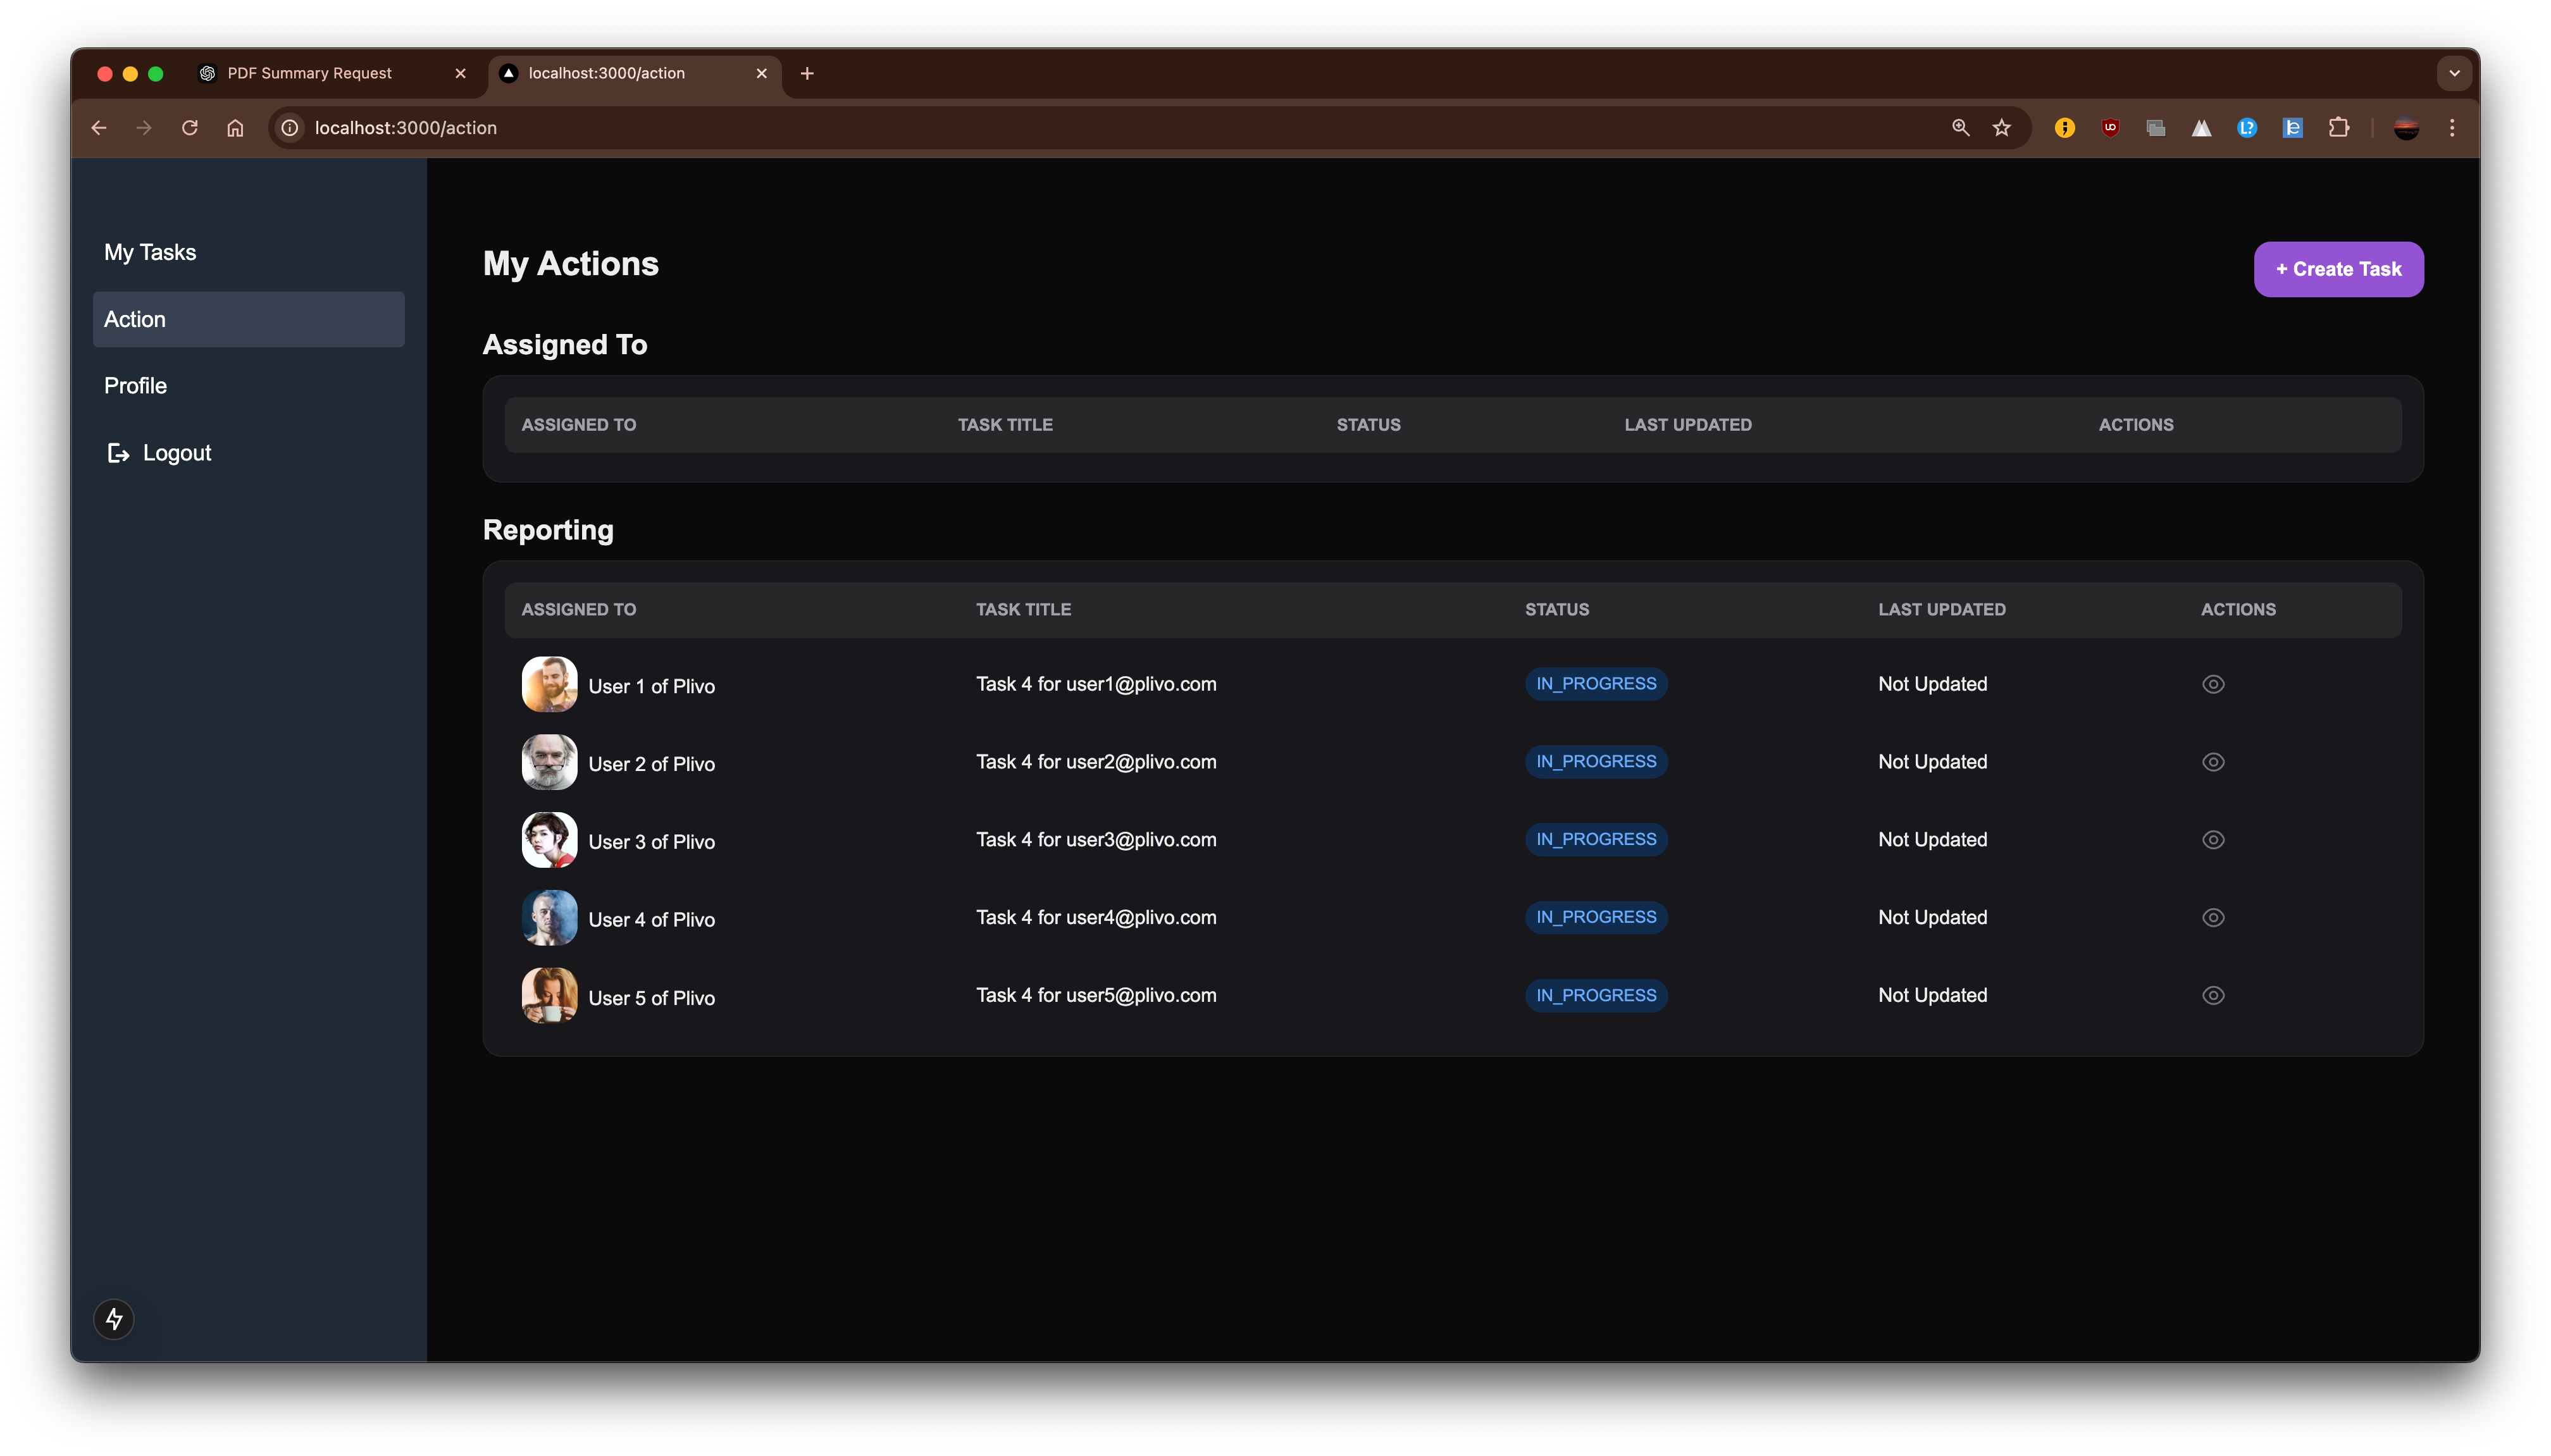 PDF Summary Request
localhost:3000/action
localhost:3000/action
My Tasks
Action
Profile
Logout
My Actions
+ Create Task
Assigned To
ASSIGNED TO TASK TITLE STATUS LAST UPDATED ACTIONS
Reporting
ASSIGNED TO TASK TITLE STATUS LAST UPDATED ACTIONS
User 1 of Plivo Task 4 for user1@plivo.com IN_PROGRESS Not Updated
User 2 of Plivo Task 4 for user2@plivo.com IN_PROGRESS Not Updated
User 3 of Plivo Task 4 for user3@plivo.com IN_PROGRESS Not Updated
User 4 of Plivo Task 4 for user4@plivo.com IN_PROGRESS Not Updated
User 5 of Plivo Task 4 for user5@plivo.com IN_PROGRESS Not Updated